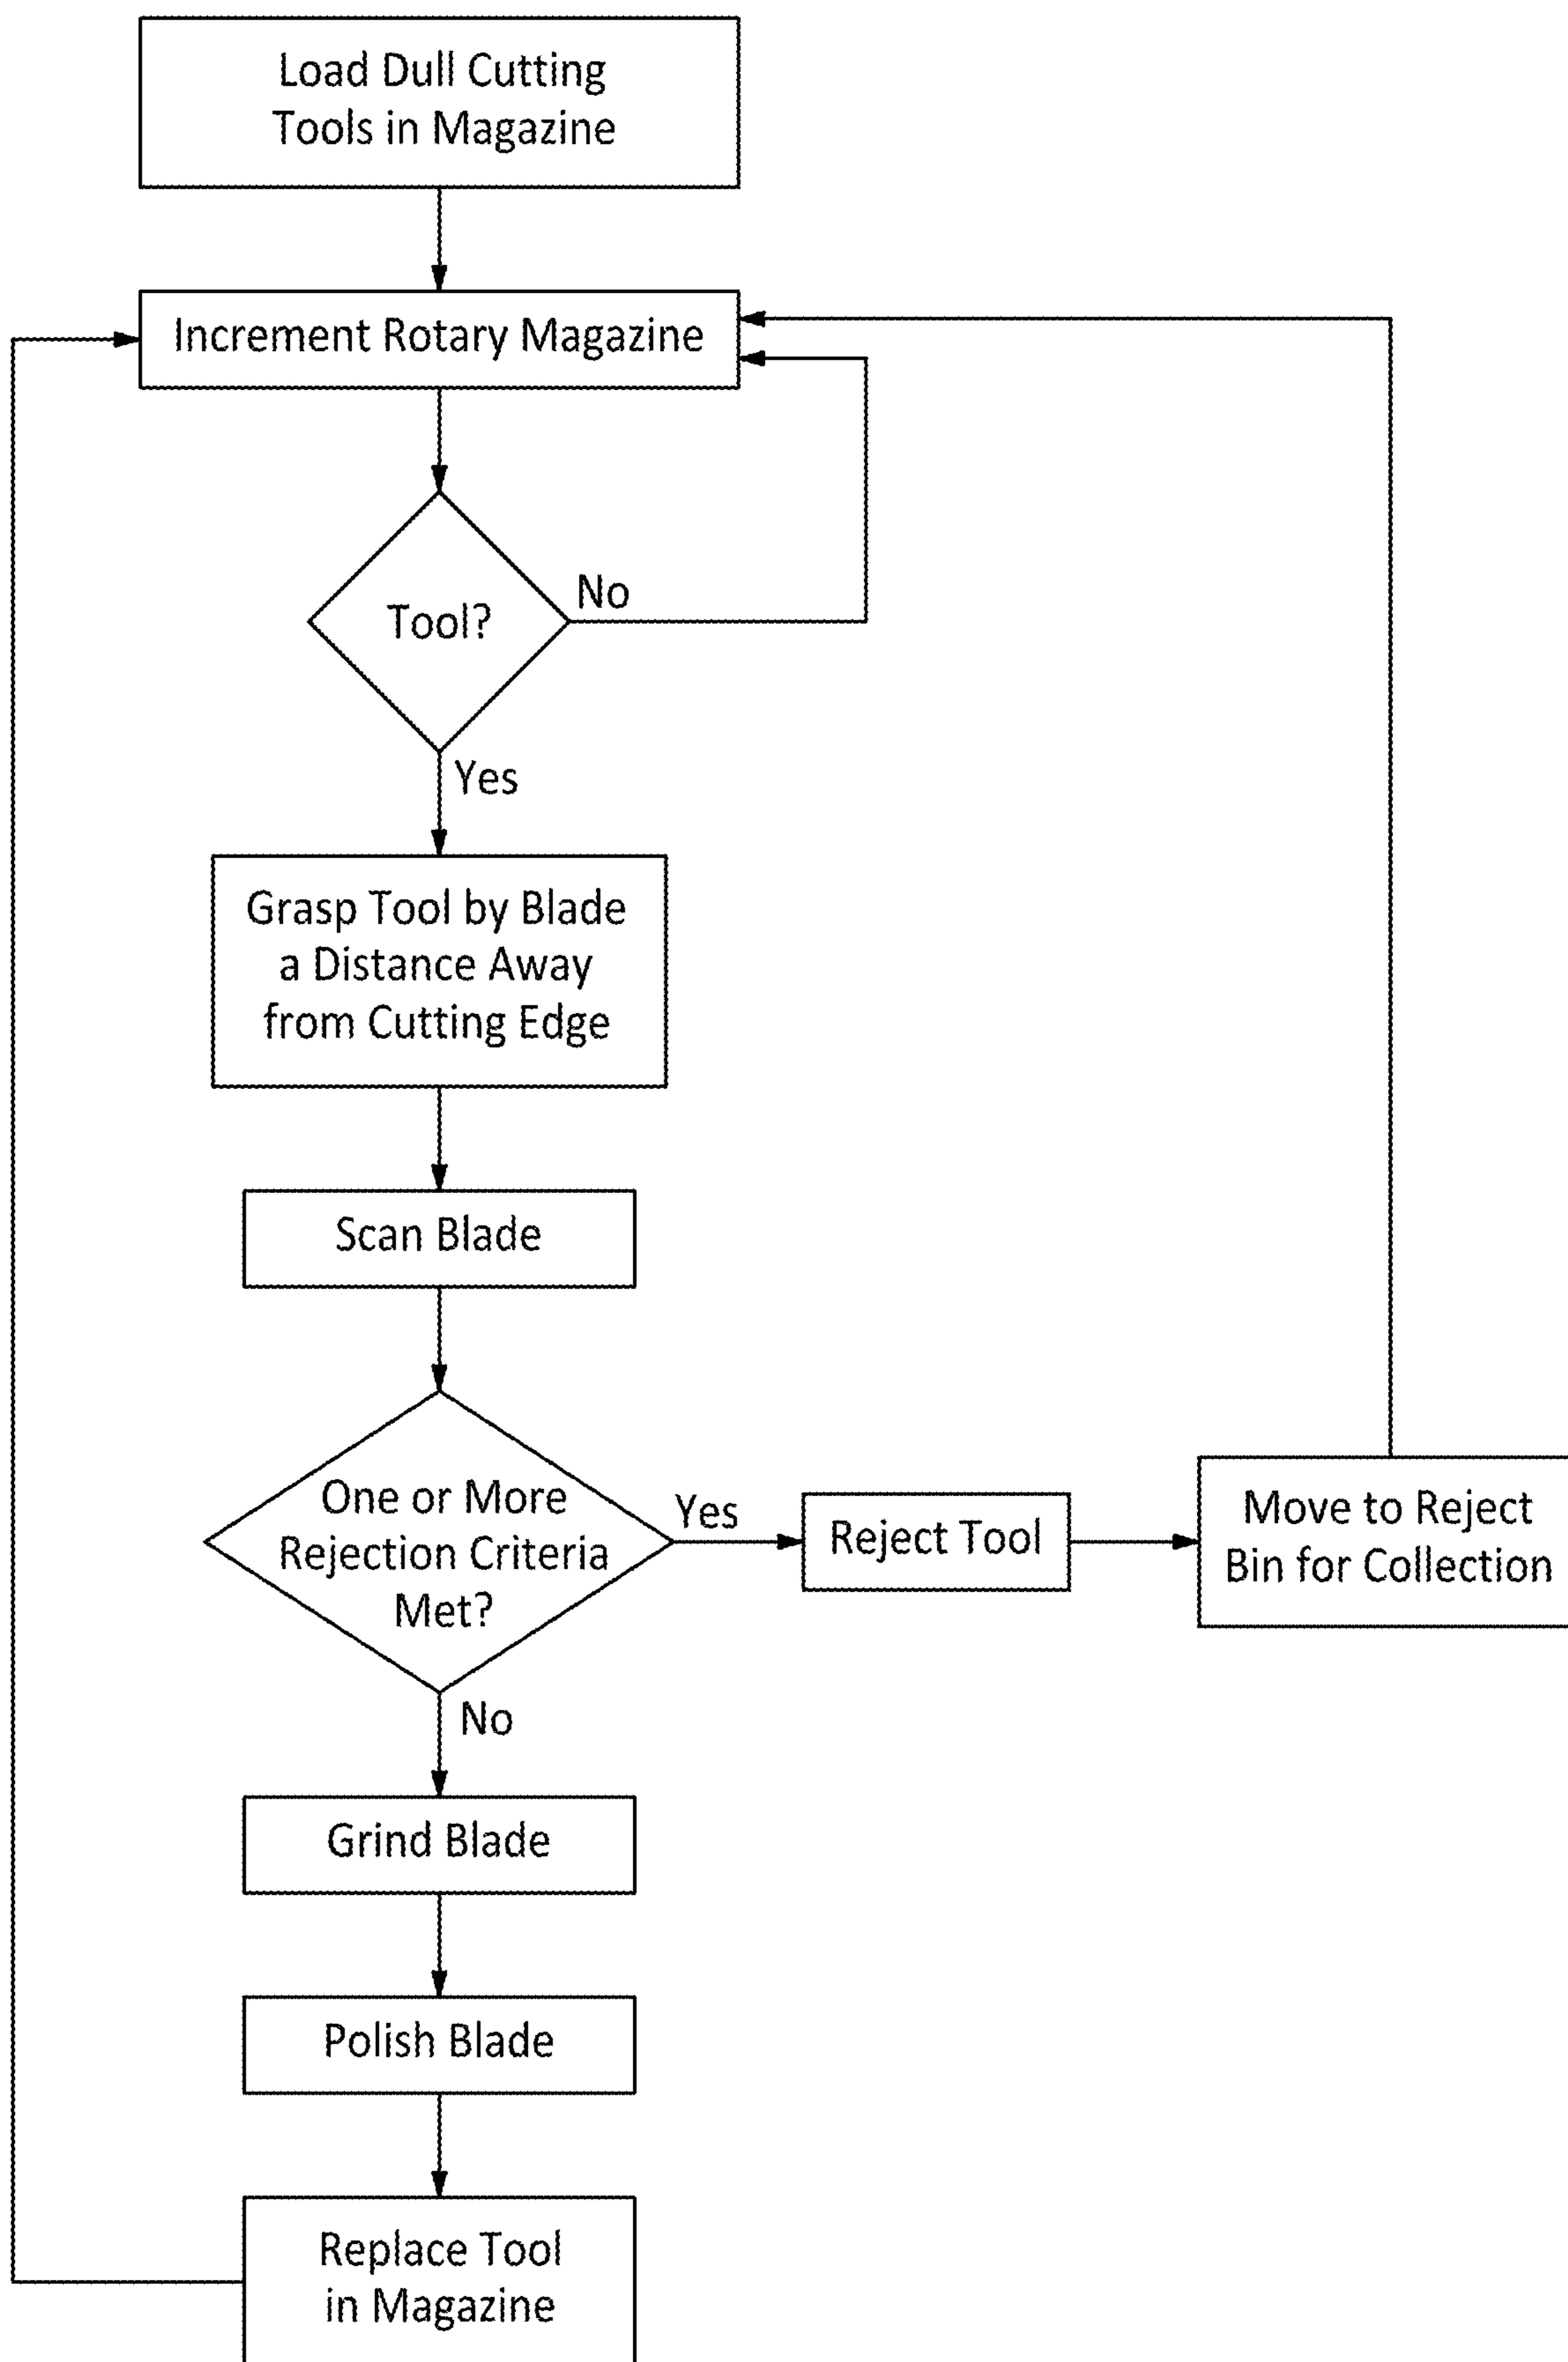 Load Dull Cutting
Tools in Magazine
Increment Rotary Magazine
Tool?
No
Yes
Grasp Tool by Blade
a Distance Away
from Cutting Edge
Scan Blade
One or More
Rejection Criteria
Met?
Yes
Reject Tool
Move to Reject
Bin for Collection
No
Grind Blade
Polish Blade
Replace Tool
in Magazine